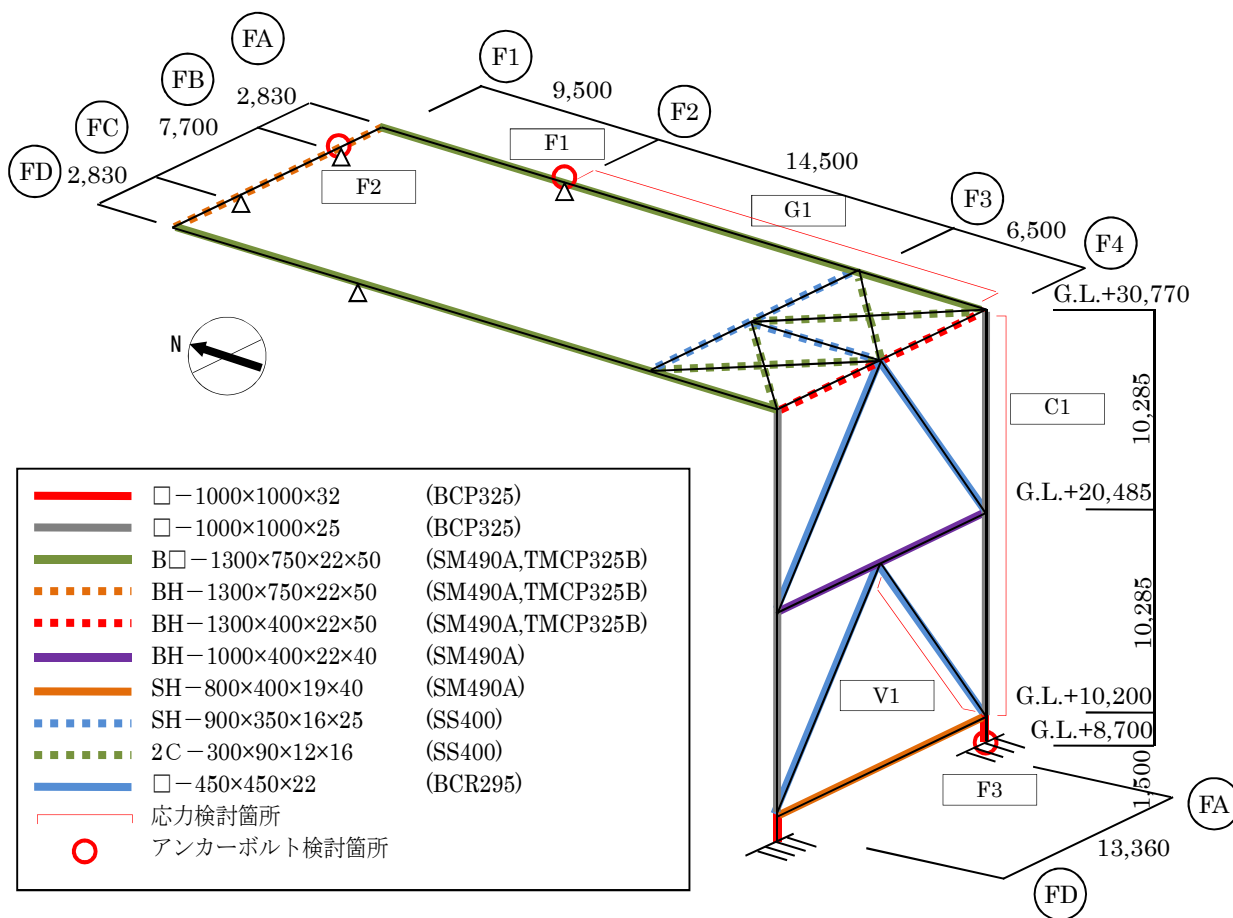 FA
FB
FC
FD
2,830
7,700
2,830
F1
F2
F3
F4
9,500
14,500
6,500
F1
F2
G1
N
G.L.+30,770
10,285
C1
G.L.+20,485
10,285
V1
G.L.+10,200
G.L.+8,700
1,500
F3
FA
13,360
FD
□－1000×1000×32 (BCP325)
□－1000×1000×25 (BCP325)
B□－1300×750×22×50 (SM490A,TMCP325B)
BH－1300×750×22×50 (SM490A,TMCP325B)
BH－1300×400×22×50 (SM490A,TMCP325B)
BH－1000×400×22×40 (SM490A)
SH－800×400×19×40 (SM490A)
SH－900×350×16×25 (SS400)
2C－300×90×12×16 (SS400)
□－450×450×22 (BCR295)
応力検討箇所
アンカーボルト検討箇所